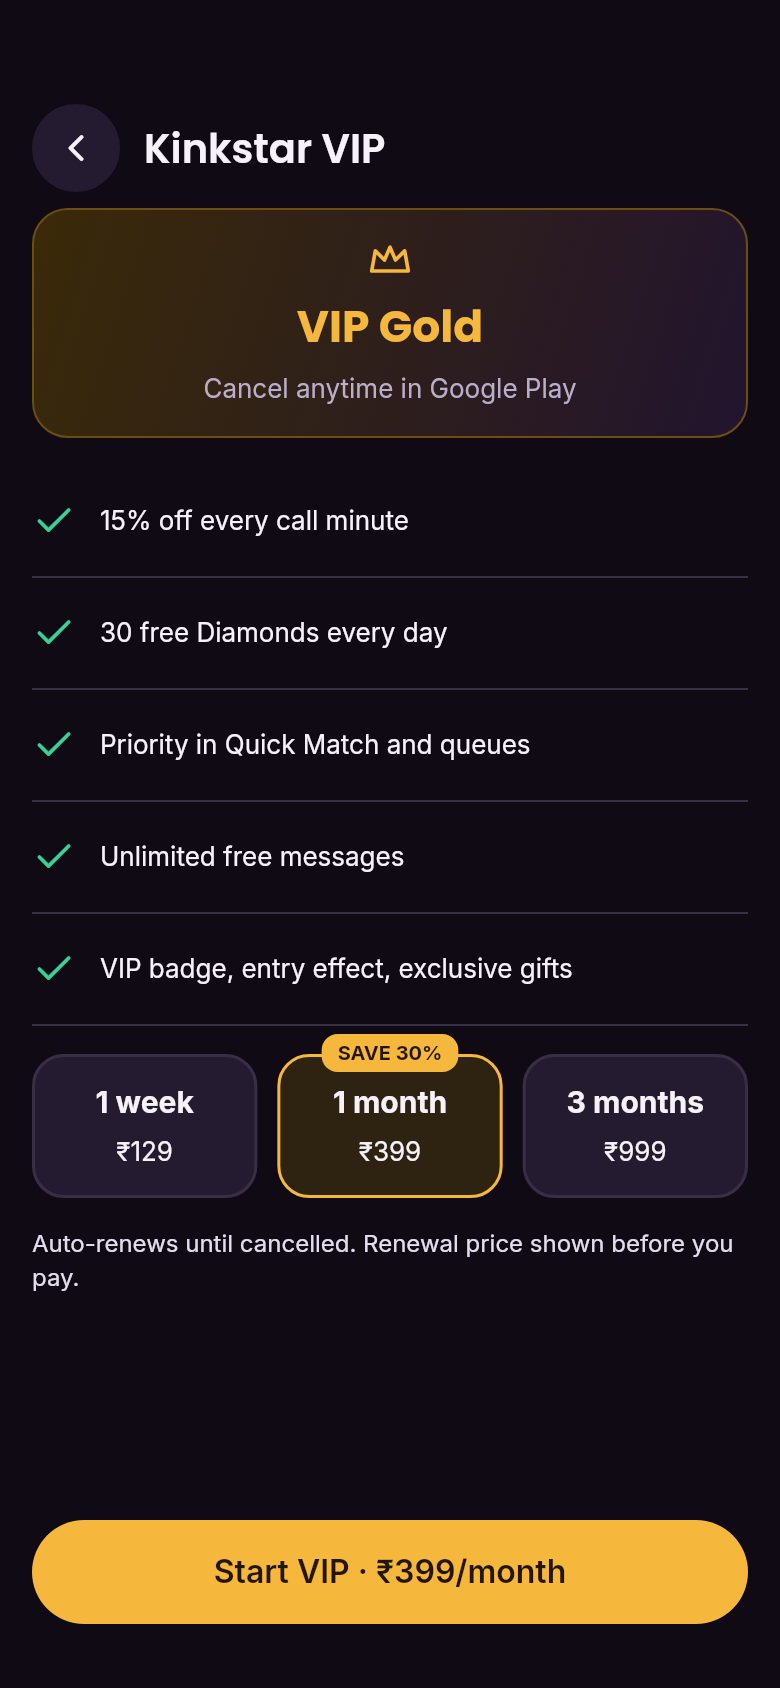 Kinkstar VIP
VIP Gold
Cancel anytime in Google Play
15% off every call minute
30 free Diamonds every day
Priority in Quick Match and queues
Unlimited free messages
VIP badge, entry effect, exclusive gifts
SAVE 30%
1 week
₹129
1 month
₹399
3 months
₹999
Auto-renews until cancelled. Renewal price shown before you
pay.
Start VIP · ₹399/month